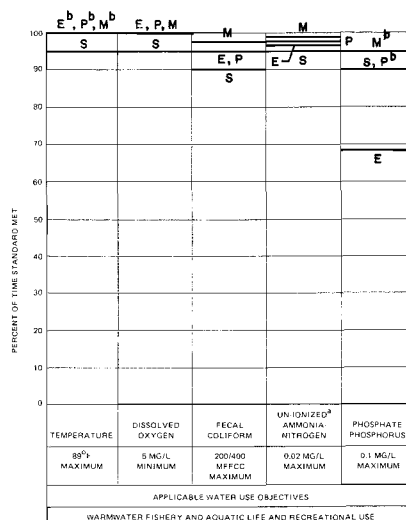 E b, P b, M b
E, P, M
M
M
100
S
S
P
M b
E, P
E
S
S, P b
90
S
80
70
E
60
PERCENT OF TIME STANDARD MET
50
40
30
20
10
0
TEMPERATURE
DISSOLVED
OXYGEN
FECAL
COLIFORM
UN-IONIZED a
AMMONIA-
NITROGEN
PHOSPHATE
PHOSPHORUS
89°F
MAXIMUM
5 MG/L
MINIMUM
200/400
MFFCC
MAXIMUM
0.02 MG/L
MAXIMUM
0.1 MG/L
MAXIMUM
APPLICABLE WATER USE OBJECTIVES
WARMWATER FISHERY AND AQUATIC LIFE AND RECREATIONAL USE